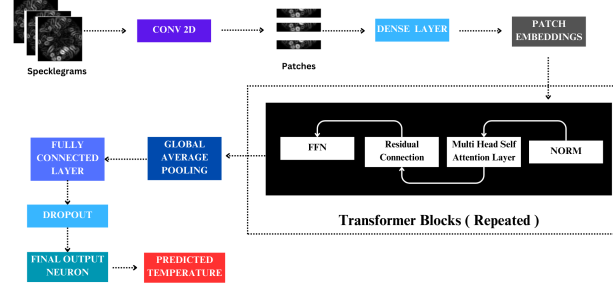 CONV 2D
DENSE LAYER
PATCH
EMBEDDINGS
Specklegrams
Patches
FFN
Residual
Connection
Multi Head Self
Attention Layer
NORM
Transformer Blocks ( Repeated )
GLOBAL
AVERAGE
POOLING
FULLY
CONNECTED
LAYER
DROPOUT
FINAL OUTPUT
NEURON
PREDICTED
TEMPERATURE